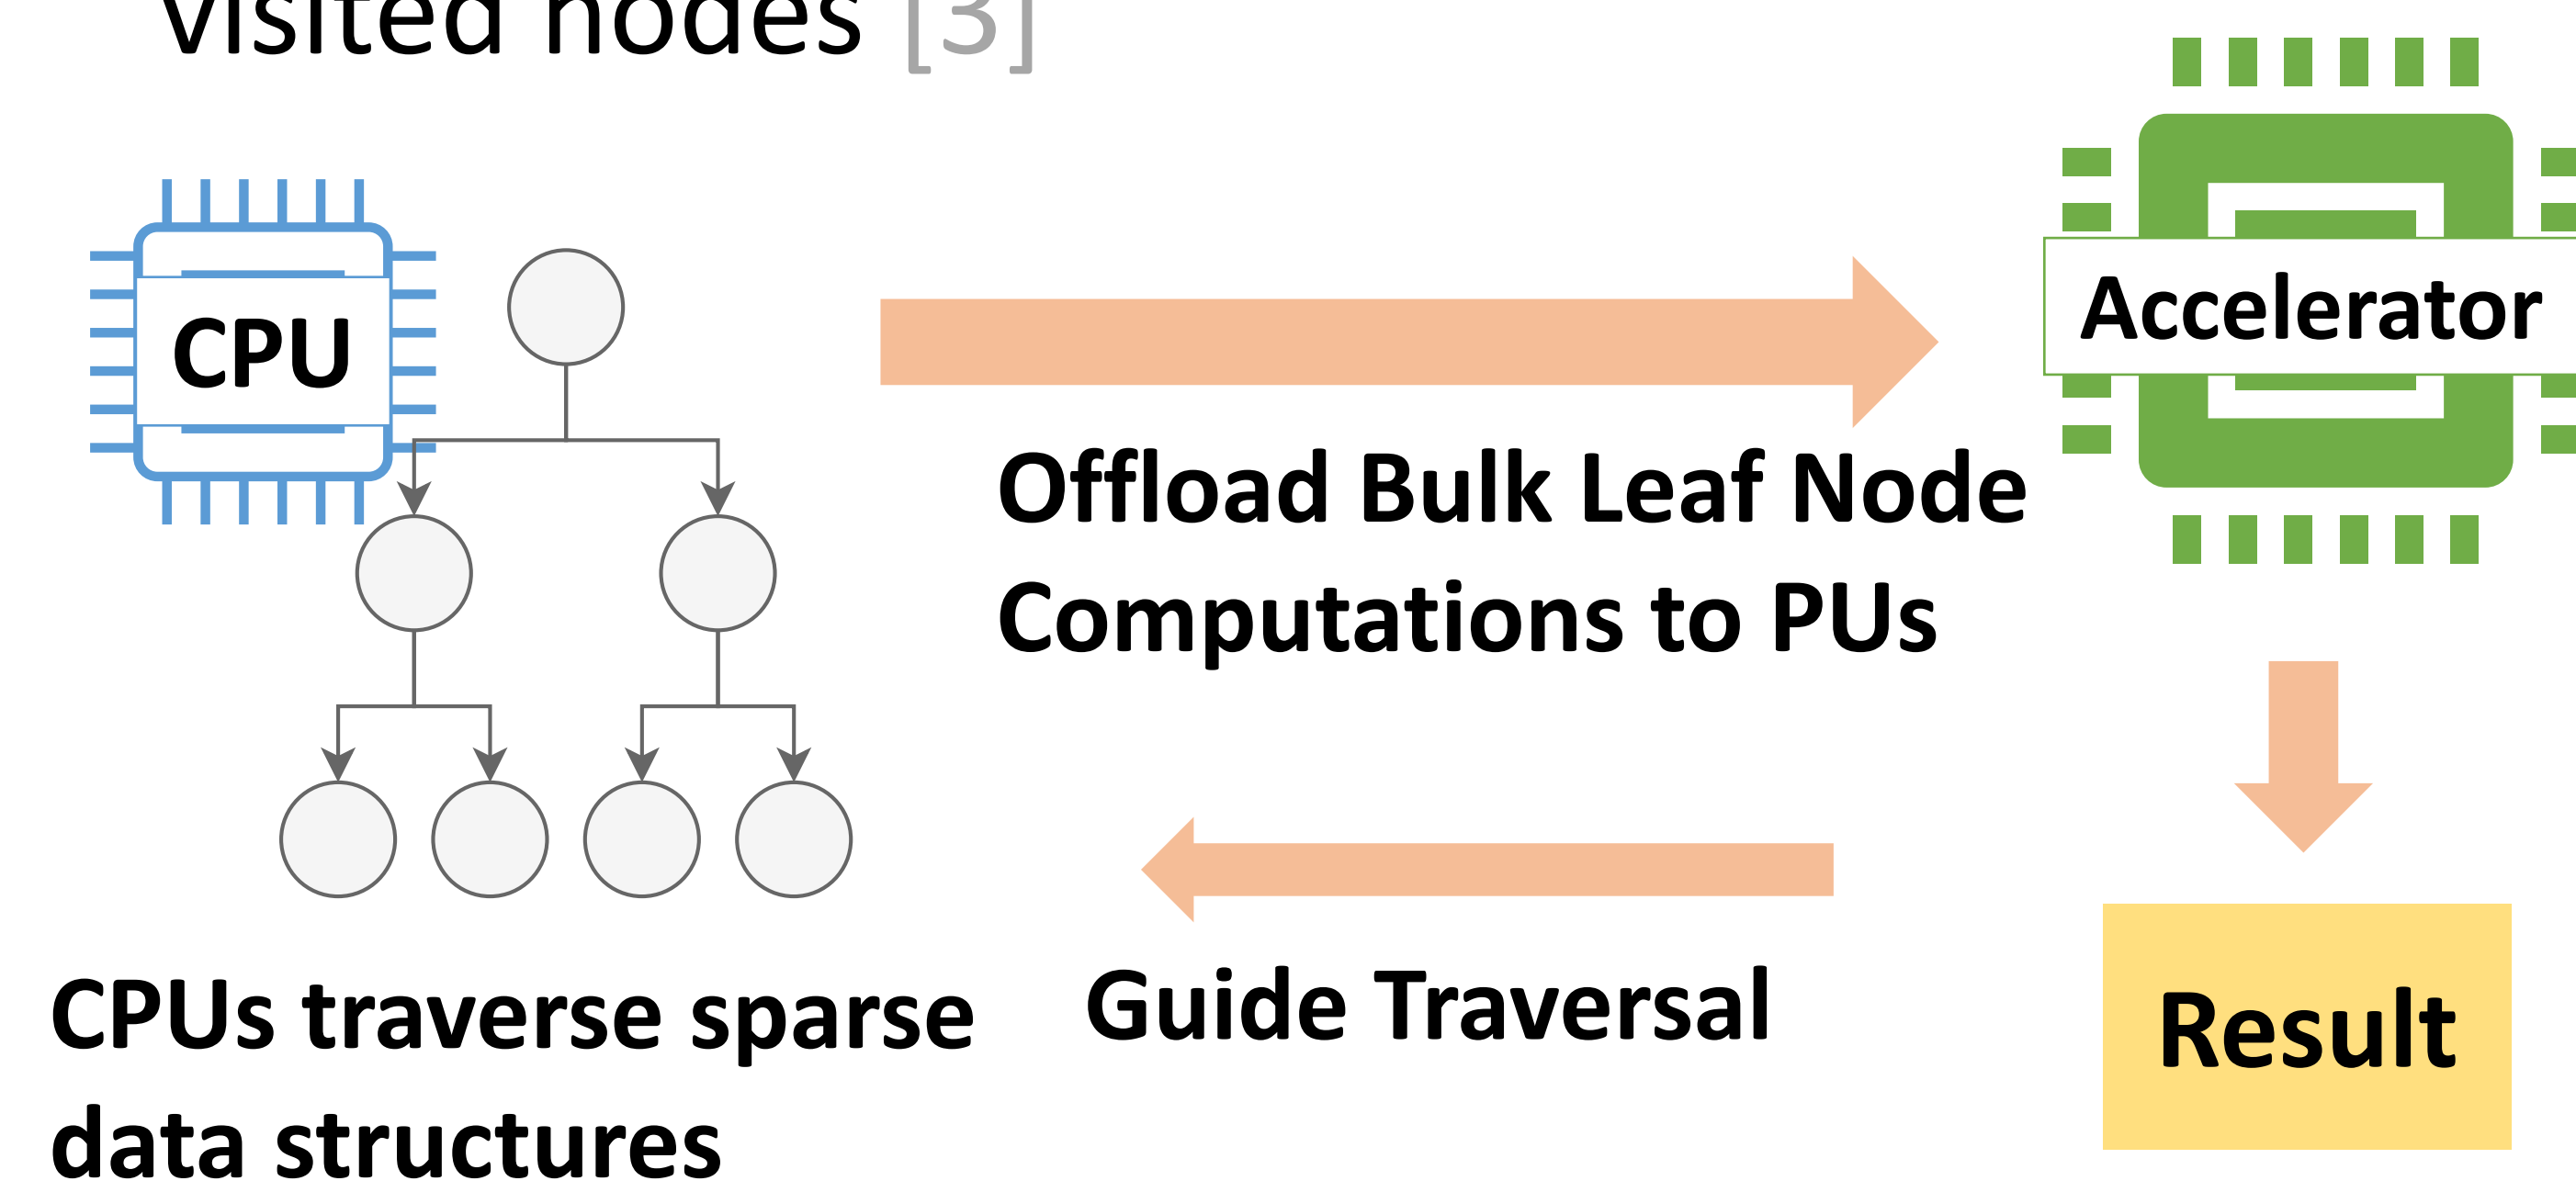 visited nodes [3]
CPU
Accelerator
Offload Bulk Leaf Node
Computations to PUs
Guide Traversal
CPUs traverse sparse
data structures
Result